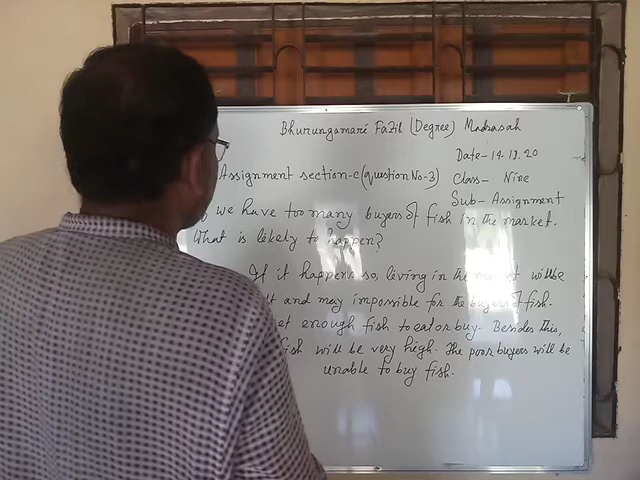 Bhurungamari Fazil (Degree) Madrasah
Date-14.
Assignment section-c (question No-3) Class- Nine
Sub- Assignment
we have too many buyers of fish in the market.
What is likely to happen?
If it happens so, living in the will be
and may impossible for the buyers of fish.
enough fish to eat or buy. Besides this,
fish will be very high. The poor buyers will be
unable to buy fish.